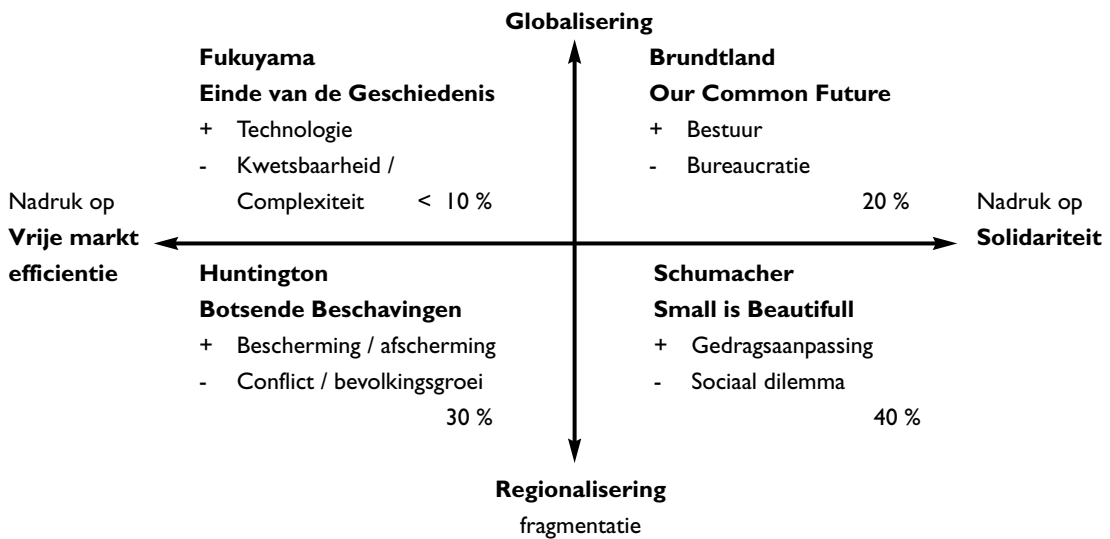 Globalisering
Fukuyama
Einde van de Geschiedenis
+ Technologie
- Kwetsbaarheid /
Complexiteit < 10 %
Brundtland
Our Common Future
+ Bestuur
- Bureaucratie
20 %
Nadruk op
Vrije markt
efficientie
Nadruk op
Solidariteit
Huntington
Botsende Beschavingen
+ Bescherming / afscherming
- Conflict / bevolkingsgroei
30 %
Schumacher
Small is Beautifull
+ Gedragsaanpassing
- Sociaal dilemma
40 %
Regionalisering
fragmentatie